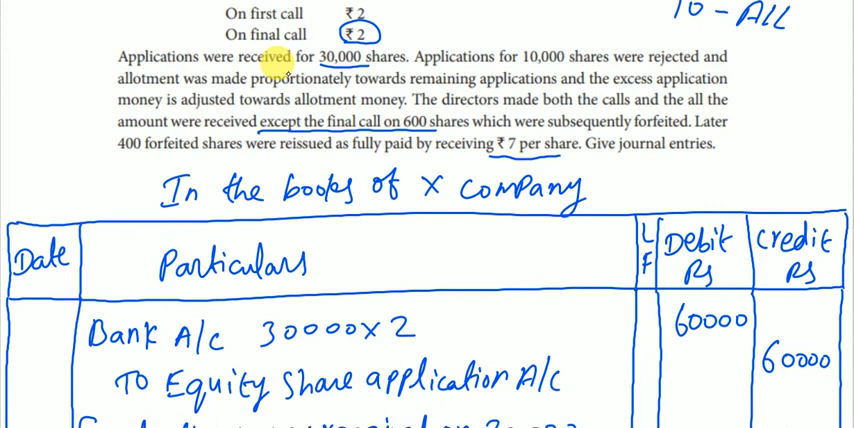 On first call ₹ 2
On final call ₹ 2
10 - ALL
Applications were received for 30,000 shares. Applications for 10,000 shares were rejected and
allotment was made proportionately towards remaining applications and the excess application
money is adjusted towards allotment money. The directors made both the calls and the all the
amount were received except the final call on 600 shares which were subsequently forfeited. Later
400 forfeited shares were reissued as fully paid by receiving ₹ 7 per share. Give journal entries.
In the books of X company
Date Particulars LF Debit Rs Credit Rs
Bank A/c 30000×2 60000
To Equity Share application A/c 60000